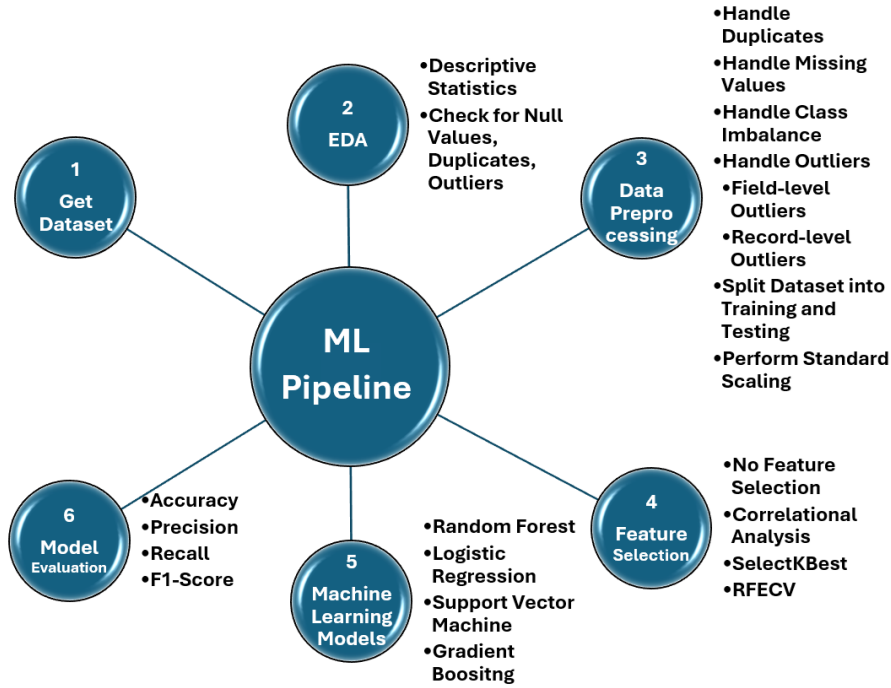 ML
Pipeline
1
Get
Dataset
2
EDA
•Descriptive
Statistics
•Check for Null
Values,
Duplicates,
Outliers
3
Data
Prepro
cessing
•Handle
Duplicates
•Handle Missing
Values
•Handle Class
Imbalance
•Handle Outliers
•Field-level
Outliers
•Record-level
Outliers
•Split Dataset into
Training and
Testing
•Perform Standard
Scaling
4
Feature
Selection
•No Feature
Selection
•Correlational
Analysis
•SelectKBest
•RFECV
5
Machine
Learning
Models
•Random Forest
•Logistic
Regression
•Support Vector
Machine
•Gradient
Boositng
6
Model
Evaluation
•Accuracy
•Precision
•Recall
•F1-Score